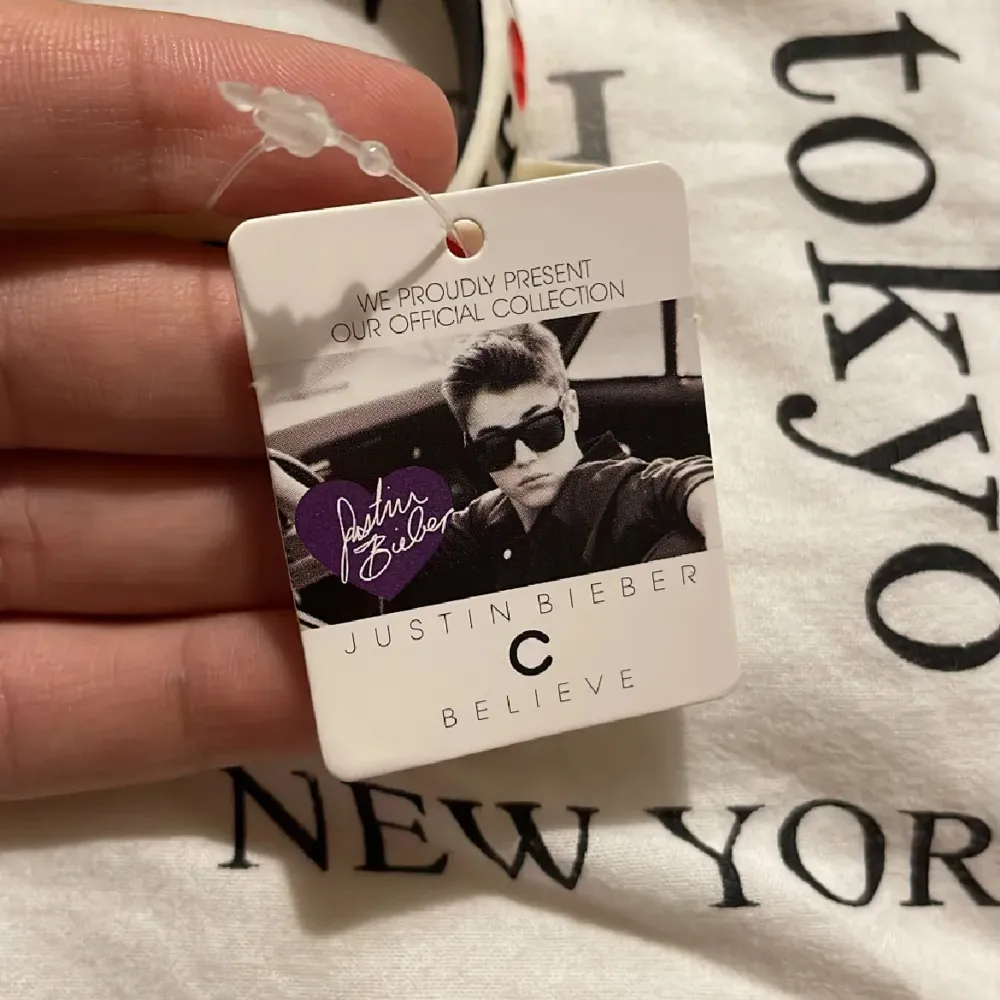 WE PROUDLY PRESENT
OUR OFFICIAL COLLECTION
Justin
Bieber
JUSTIN BIEBER
C
BELIEVE
tokyo
NEW YOR